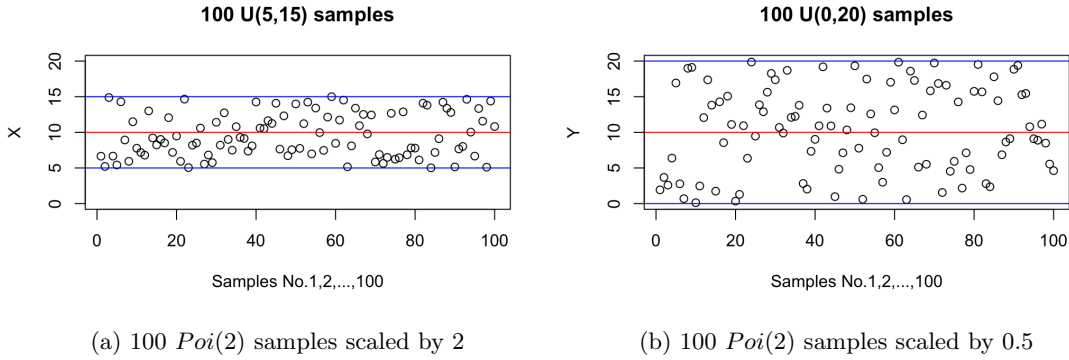 100 U(5,15) samples
20
15
10
5
0
X
0 20 40 60 80 100
Samples No.1,2,...,100
(a) 100 Poi(2) samples scaled by 2
100 U(0,20) samples
20
15
10
5
0
Y
0 20 40 60 80 100
Samples No.1,2,...,100
(b) 100 Poi(2) samples scaled by 0.5